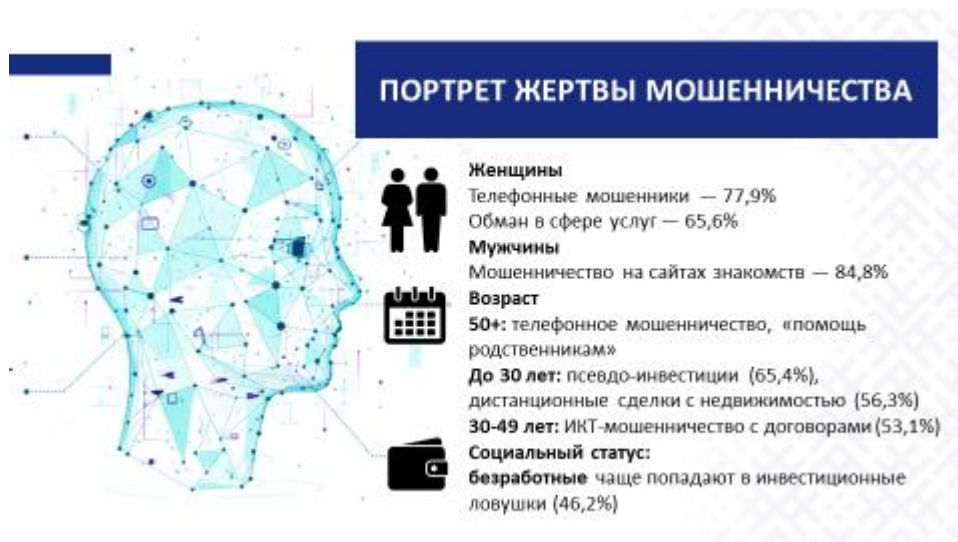 ПОРТРЕТ ЖЕРТВЫ МОШЕННИЧЕСТВА
Женщины
Телефонные мошенники — 77,9%
Обман в сфере услуг — 65,6%
Мужчины
Мошенничество на сайтах знакомств — 84,8%
Возраст
50+: телефонное мошенничество, «помощь
родственникам»
До 30 лет: псевдо-инвестиции (65,4%),
дистанционные сделки с недвижимостью (56,3%)
30-49 лет: ИКТ-мошенничество с договорами (53,1%)
Социальный статус:
безработные чаще попадают в инвестиционные
ловушки (46,2%)